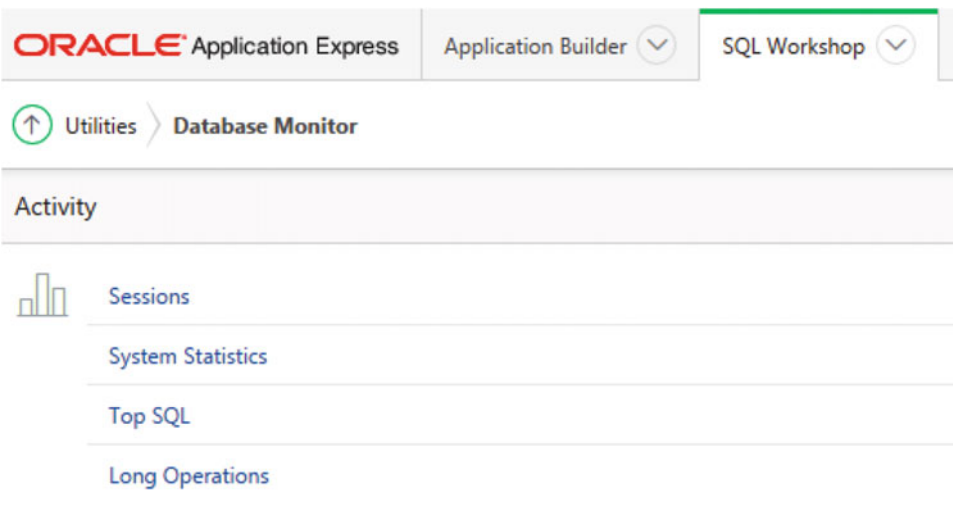 ORACLE Application Express Application Builder SQL Workshop
Utilities Database Monitor
Activity
Sessions
System Statistics
Top SQL
Long Operations